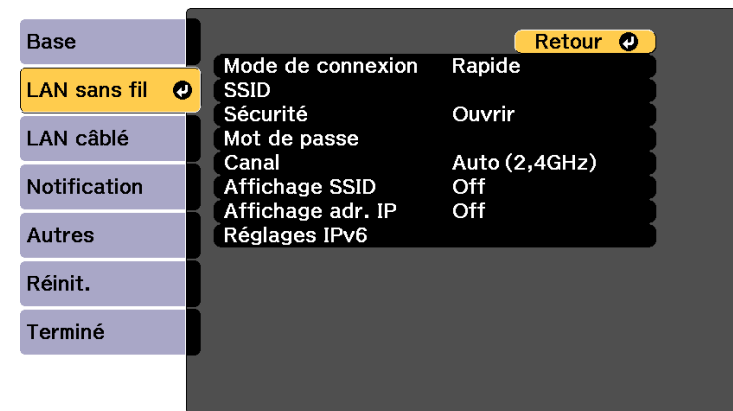 Base
LAN sans fil
LAN câblé
Notification
Autres
Réinit.
Terminé
Retour
Mode de connexion Rapide
SSID
Sécurité Ouvrir
Mot de passe
Canal Auto (2,4GHz)
Affichage SSID Off
Affichage adr. IP Off
Réglages IPv6